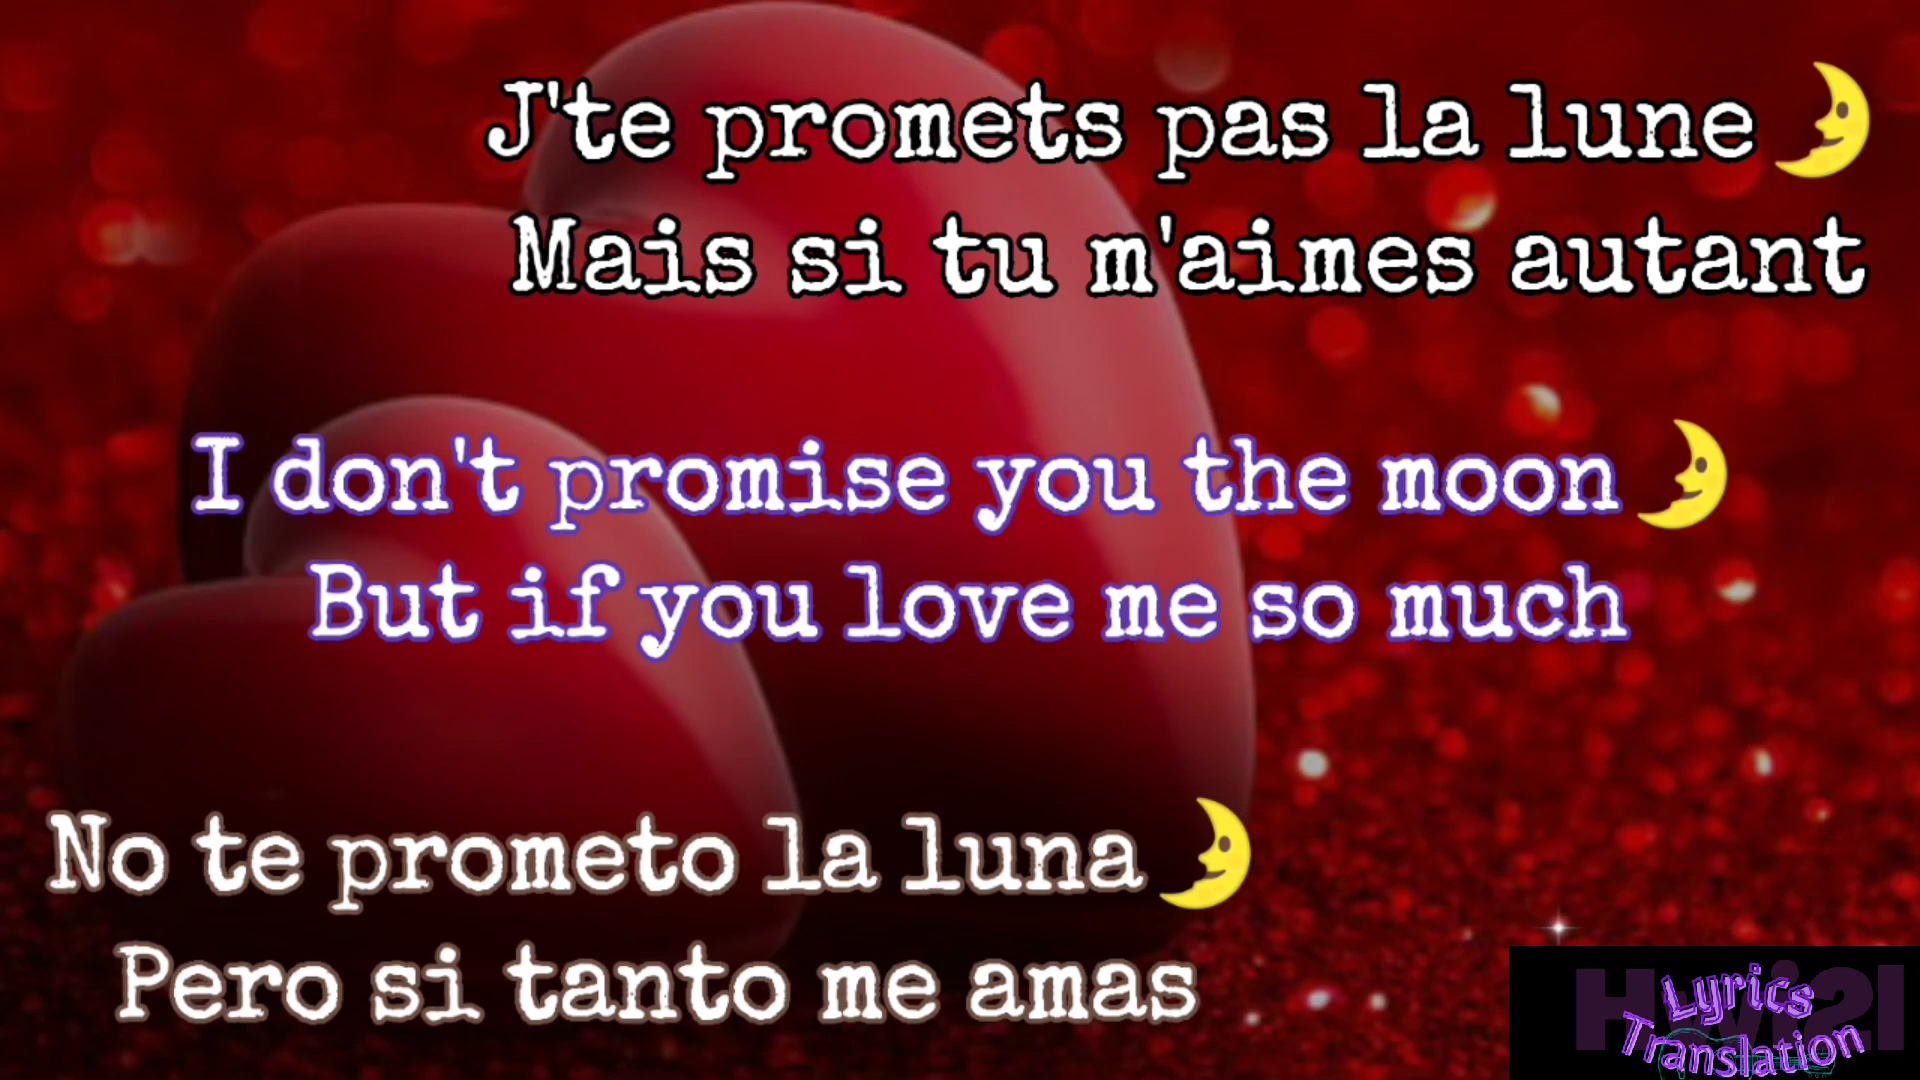 J'te promets pas la lune🌛
Mais si tu m'aimes autant
I don't promise you the moon🌛
But if you love me so much
No te prometo la luna🌛
Pero si tanto me amas
Lyrics
Translation